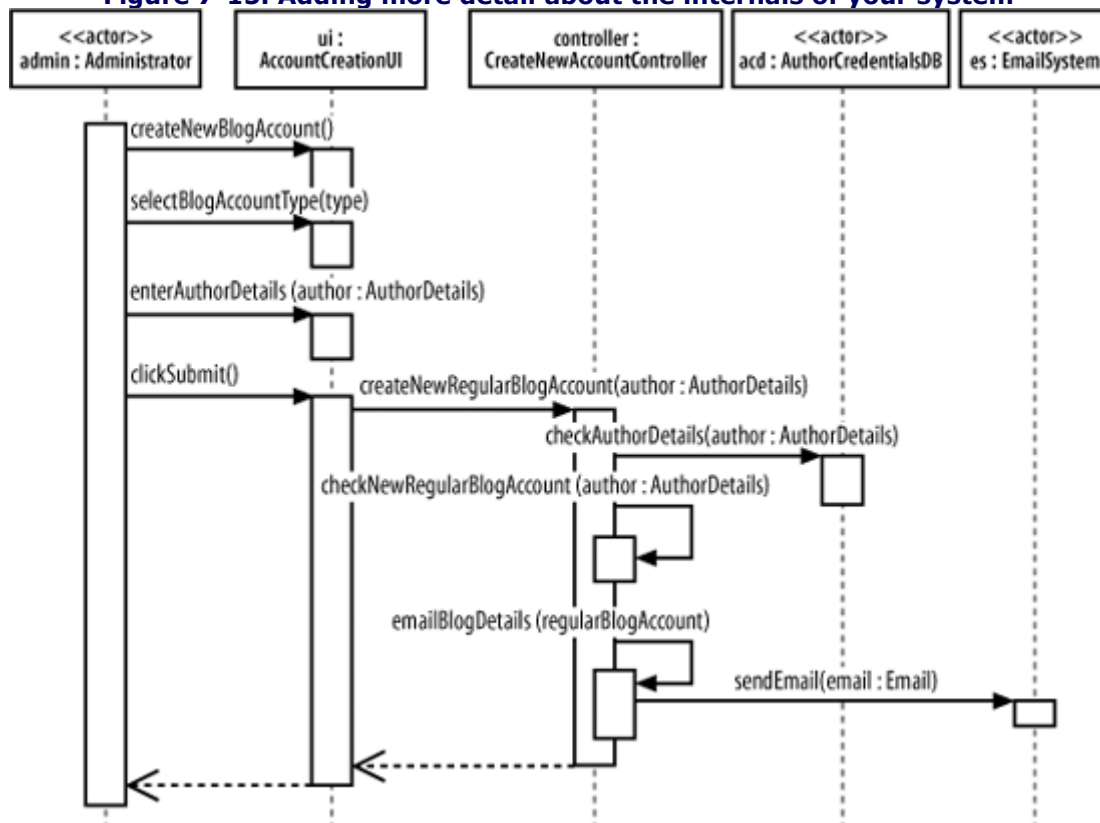 Figure 7-15. Adding more detail about the internals of your system
<<actor>>
admin : Administrator
ui :
AccountCreationUI
controller :
CreateNewAccountController
<<actor>>
acd : AuthorCredentialsDB
<<actor>>
es : EmailSystem
createNewBlogAccount()
selectBlogAccountType(type)
enterAuthorDetails (author : AuthorDetails)
clickSubmit()
createNewRegularBlogAccount(author : AuthorDetails)
checkAuthorDetails(author : AuthorDetails)
checkNewRegularBlogAccount (author : AuthorDetails)
emailBlogDetails (regularBlogAccount)
sendEmail(email : Email)